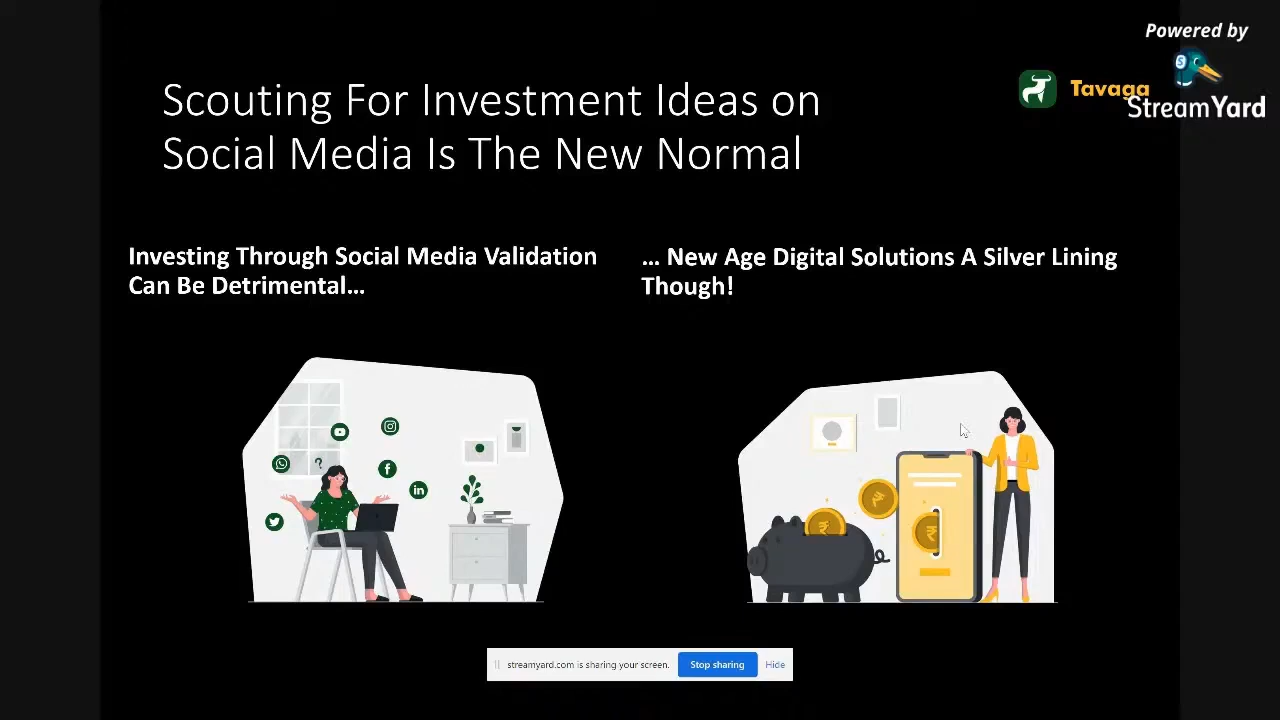 Powered by
StreamYard
Tavaga
Scouting For Investment Ideas on
Social Media Is The New Normal
Investing Through Social Media Validation
Can Be Detrimental...
... New Age Digital Solutions A Silver Lining
Though!
?
streamyard.com is sharing your screen.
Stop sharing
Hide